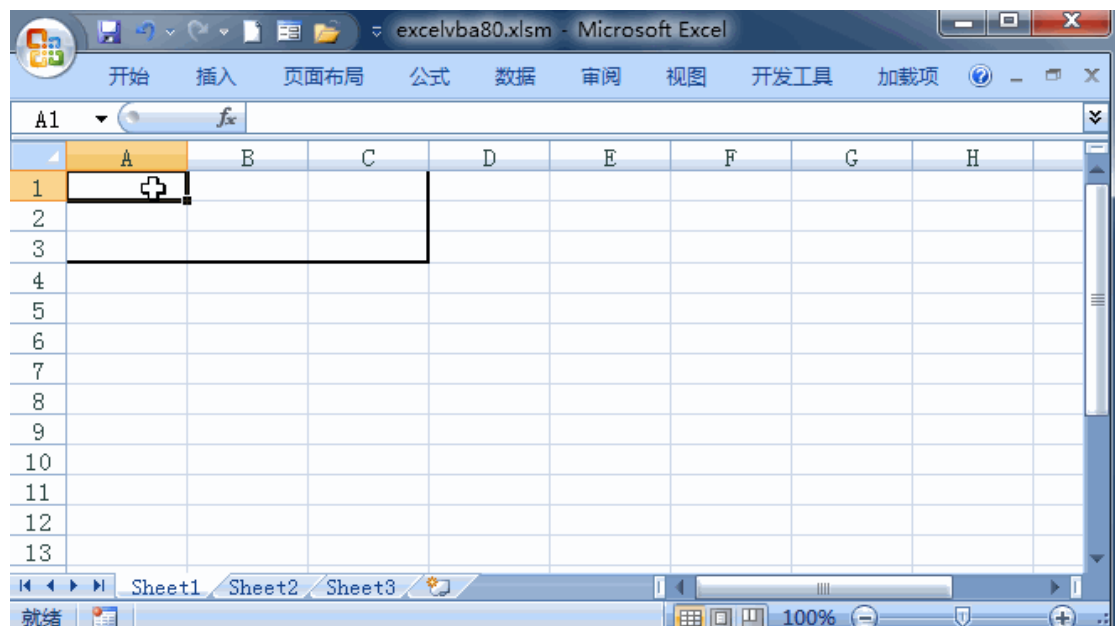 excelvba80.xlsm - Microsoft Excel
开始 插入 页面布局 公式 数据 审阅 视图 开发工具 加载项
A1 fx
A B C D E F G H
1
2
3
4
5
6
7
8
9
10
11
12
13
Sheet1 Sheet2 Sheet3
就绪 100%